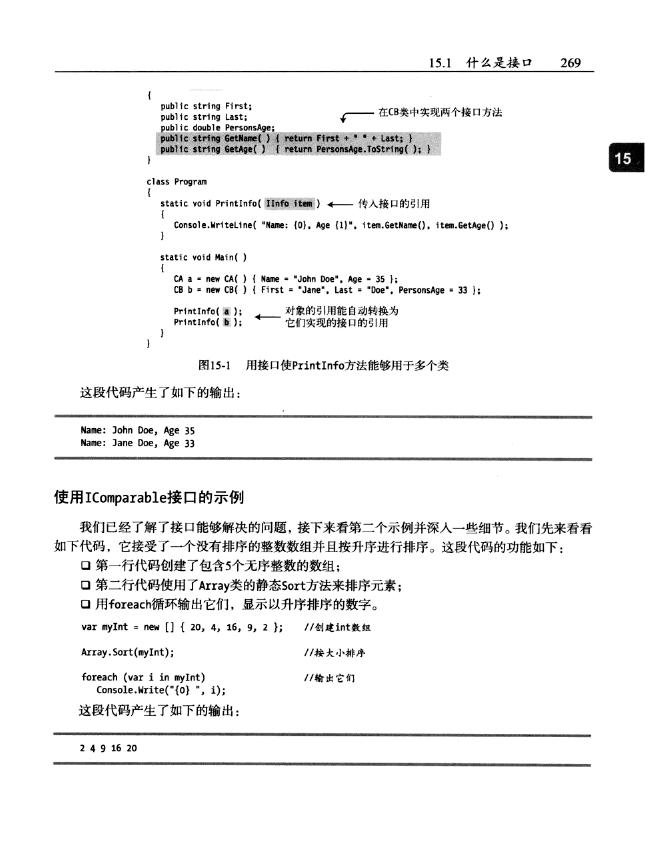 15.1 什么是接口 269
{
public string First;
public string Last;
在CB类中实现两个接口方法
public double PersonsAge;
public string GetName( ) { return First + " " + Last; }
public string GetAge( ) { return PersonsAge.ToString( ); }
}
15
class Program
{
static void PrintInfo( IInfo item ) 传入接口的引用
{
Console.WriteLine( "Name: {0}, Age {1}", item.GetName(), item.GetAge() );
}
static void Main( )
{
CA a = new CA( ) { Name = "John Doe", Age = 35 };
CB b = new CB( ) { First = "Jane", Last = "Doe", PersonsAge = 33 };
PrintInfo( a ); 对象的引用能自动转换为
PrintInfo( b ); 它们实现的接口的引用
}
}
图15-1 用接口使PrintInfo方法能够用于多个类
这段代码产生了如下的输出：
Name: John Doe, Age 35
Name: Jane Doe, Age 33
使用IComparable接口的示例
我们已经了解了接口能够解决的问题，接下来看第二个示例并深入一些细节。我们先来看看
如下代码，它接受了一个没有排序的整数数组并且按升序进行排序。这段代码的功能如下：
❑ 第一行代码创建了包含5个无序整数的数组；
❑ 第二行代码使用了Array类的静态Sort方法来排序元素；
❑ 用foreach循环输出它们，显示以升序排序的数字。
var myInt = new [] { 20, 4, 16, 9, 2 }; //创建int数组
Array.Sort(myInt); //按大小排序
foreach (var i in myInt) //输出它们
Console.Write("{0} ", i);
这段代码产生了如下的输出：
2 4 9 16 20